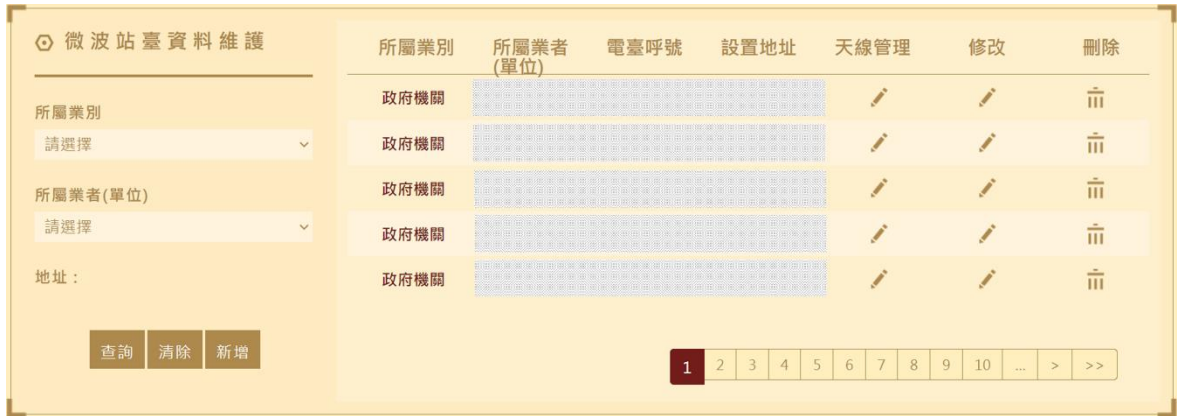 微波站臺資料維護
所屬業別
請選擇
所屬業者(單位)
請選擇
地址：
查詢 清除 新增
所屬業別 所屬業者(單位) 電臺呼號 設置地址 天線管理 修改 刪除
政府機關
政府機關
政府機關
政府機關
政府機關
1 2 3 4 5 6 7 8 9 10 ... > >>